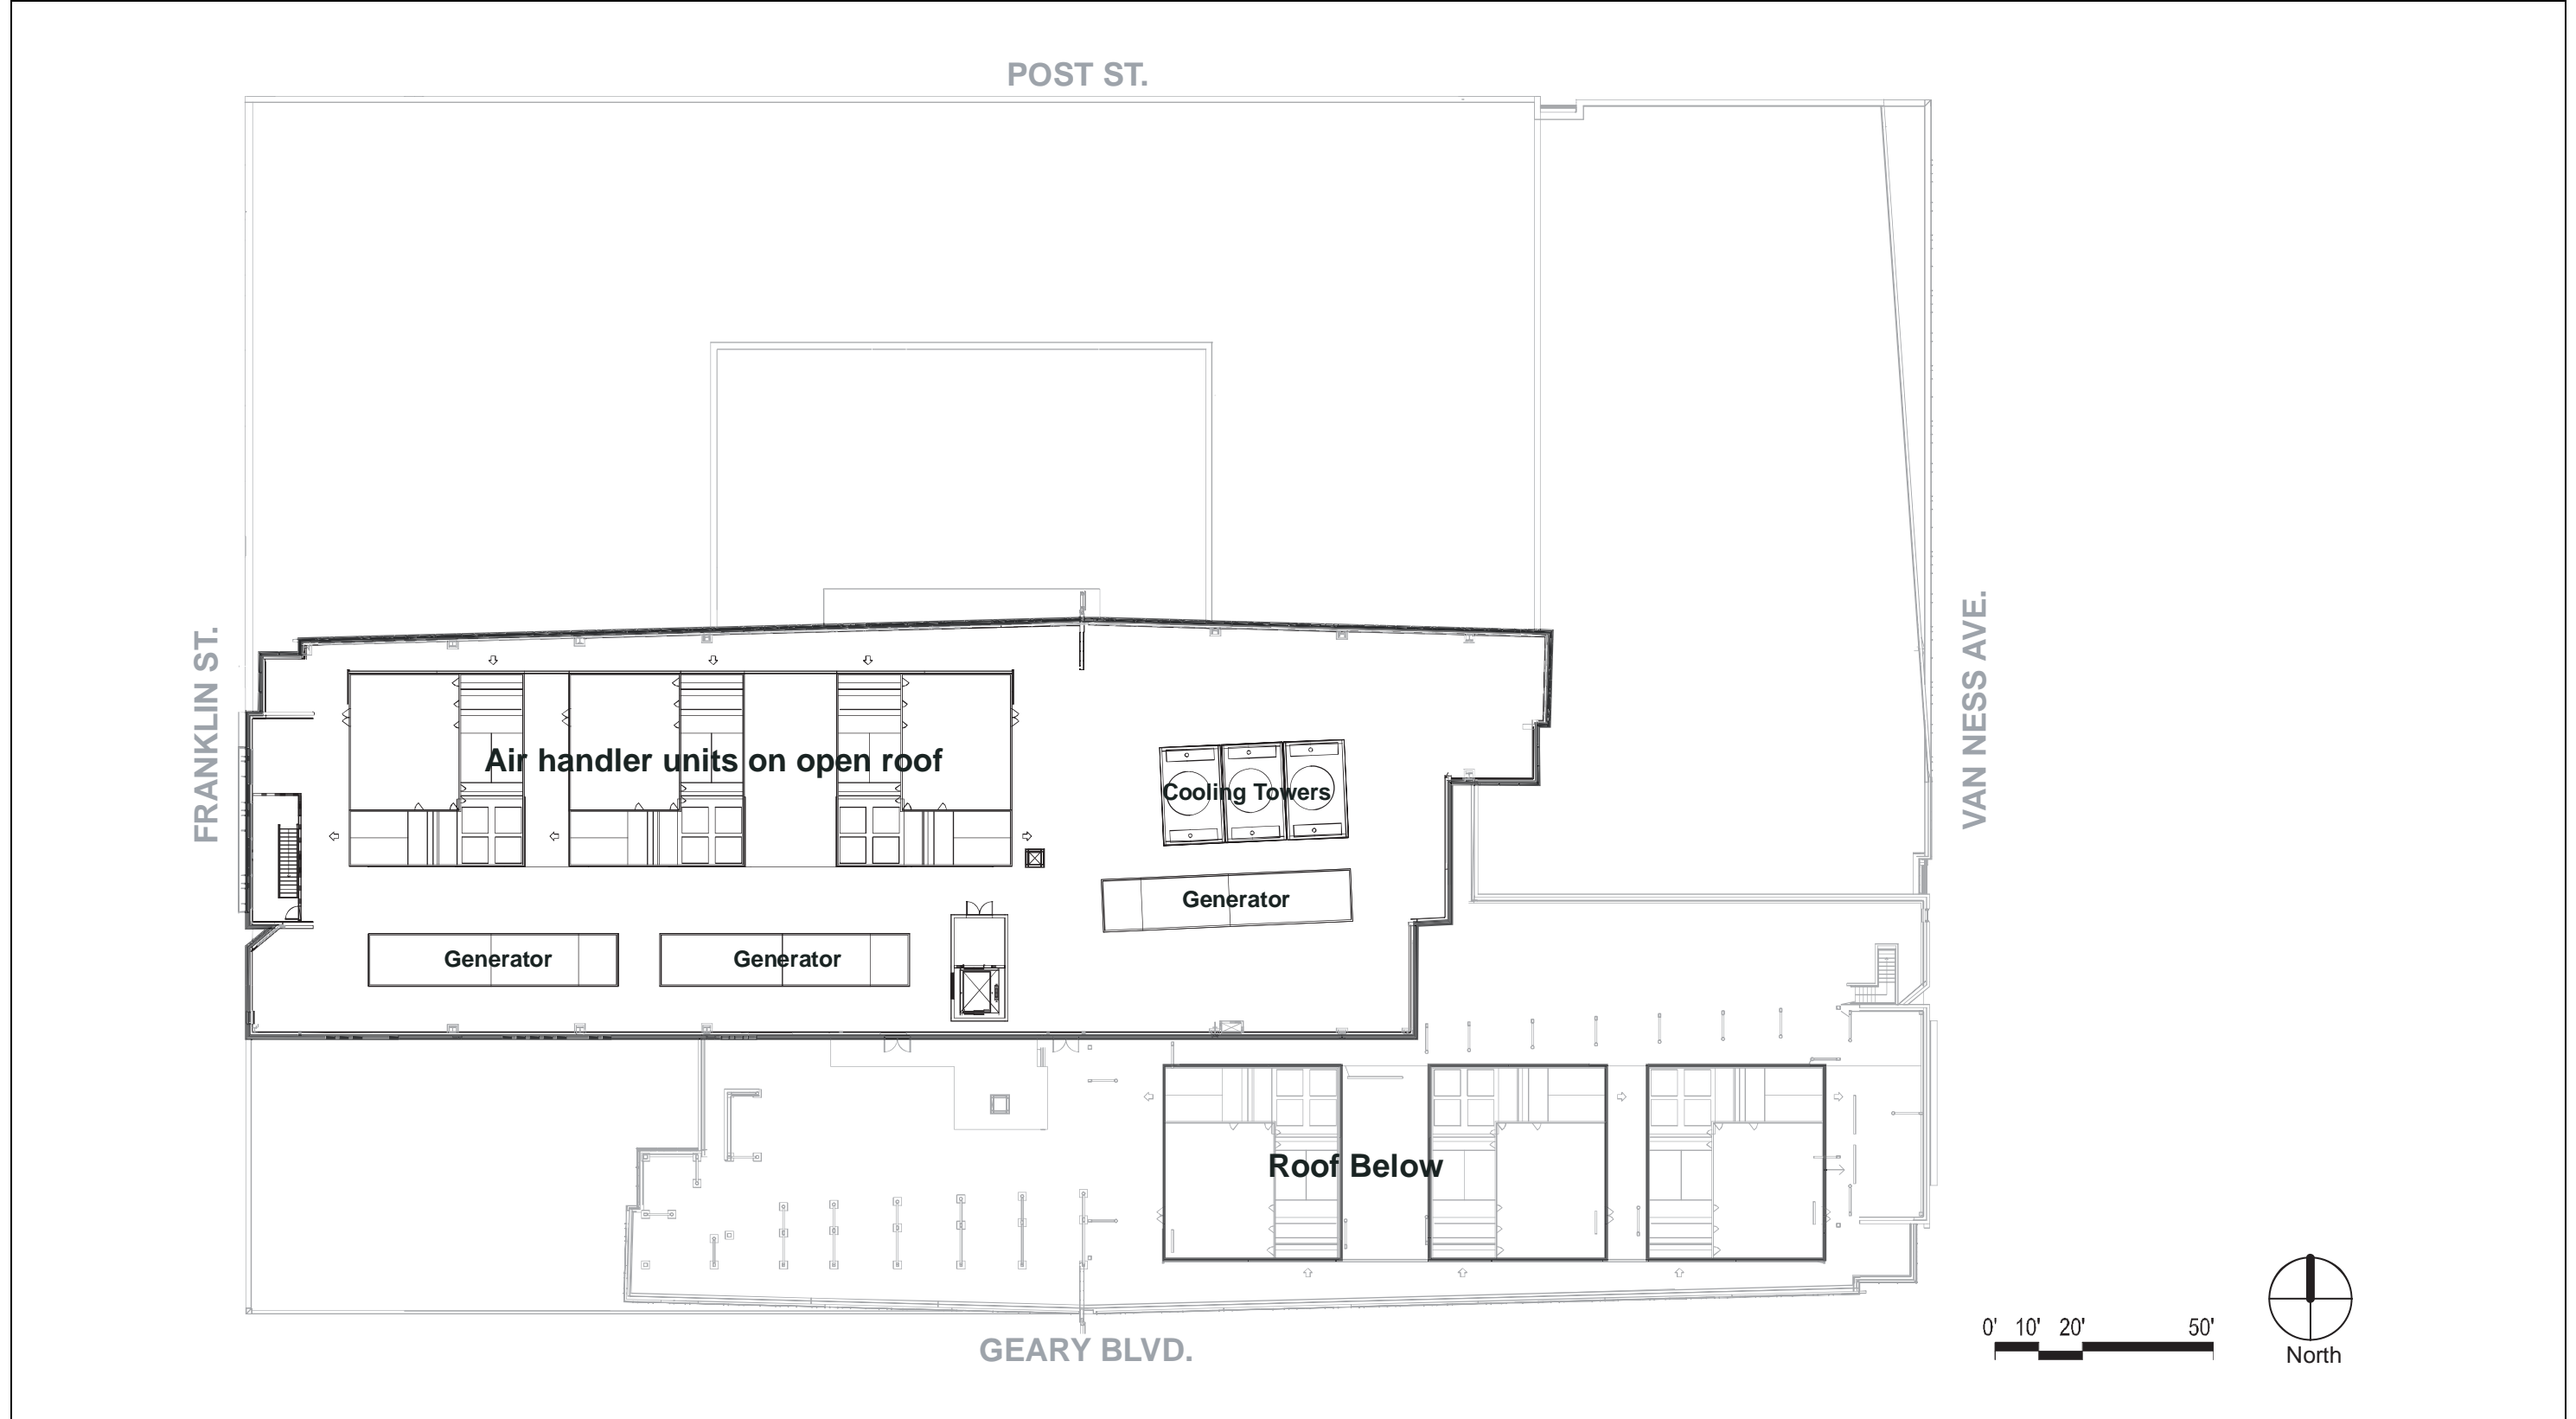 POST ST.
FRANKLIN ST.
VAN NESS AVE.
Air handler units on open roof
Cooling Towers
Generator
Generator
Generator
Roof Below
GEARY BLVD.
0' 10' 20' 50'
North